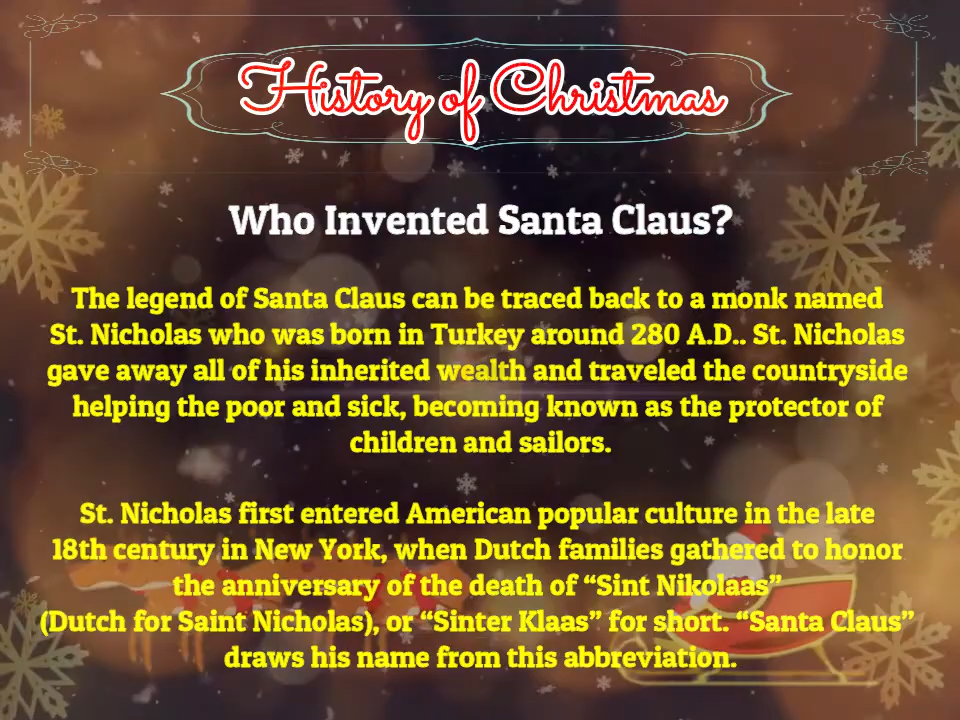 History of Christmas
Who Invented Santa Claus?
The legend of Santa Claus can be traced back to a monk named
St. Nicholas who was born in Turkey around 280 A.D.. St. Nicholas
gave away all of his inherited wealth and traveled the countryside
helping the poor and sick, becoming known as the protector of
children and sailors.
St. Nicholas first entered American popular culture in the late
18th century in New York, when Dutch families gathered to honor
the anniversary of the death of “Sint Nikolaas”
(Dutch for Saint Nicholas), or “Sinter Klaas” for short. “Santa Claus”
draws his name from this abbreviation.